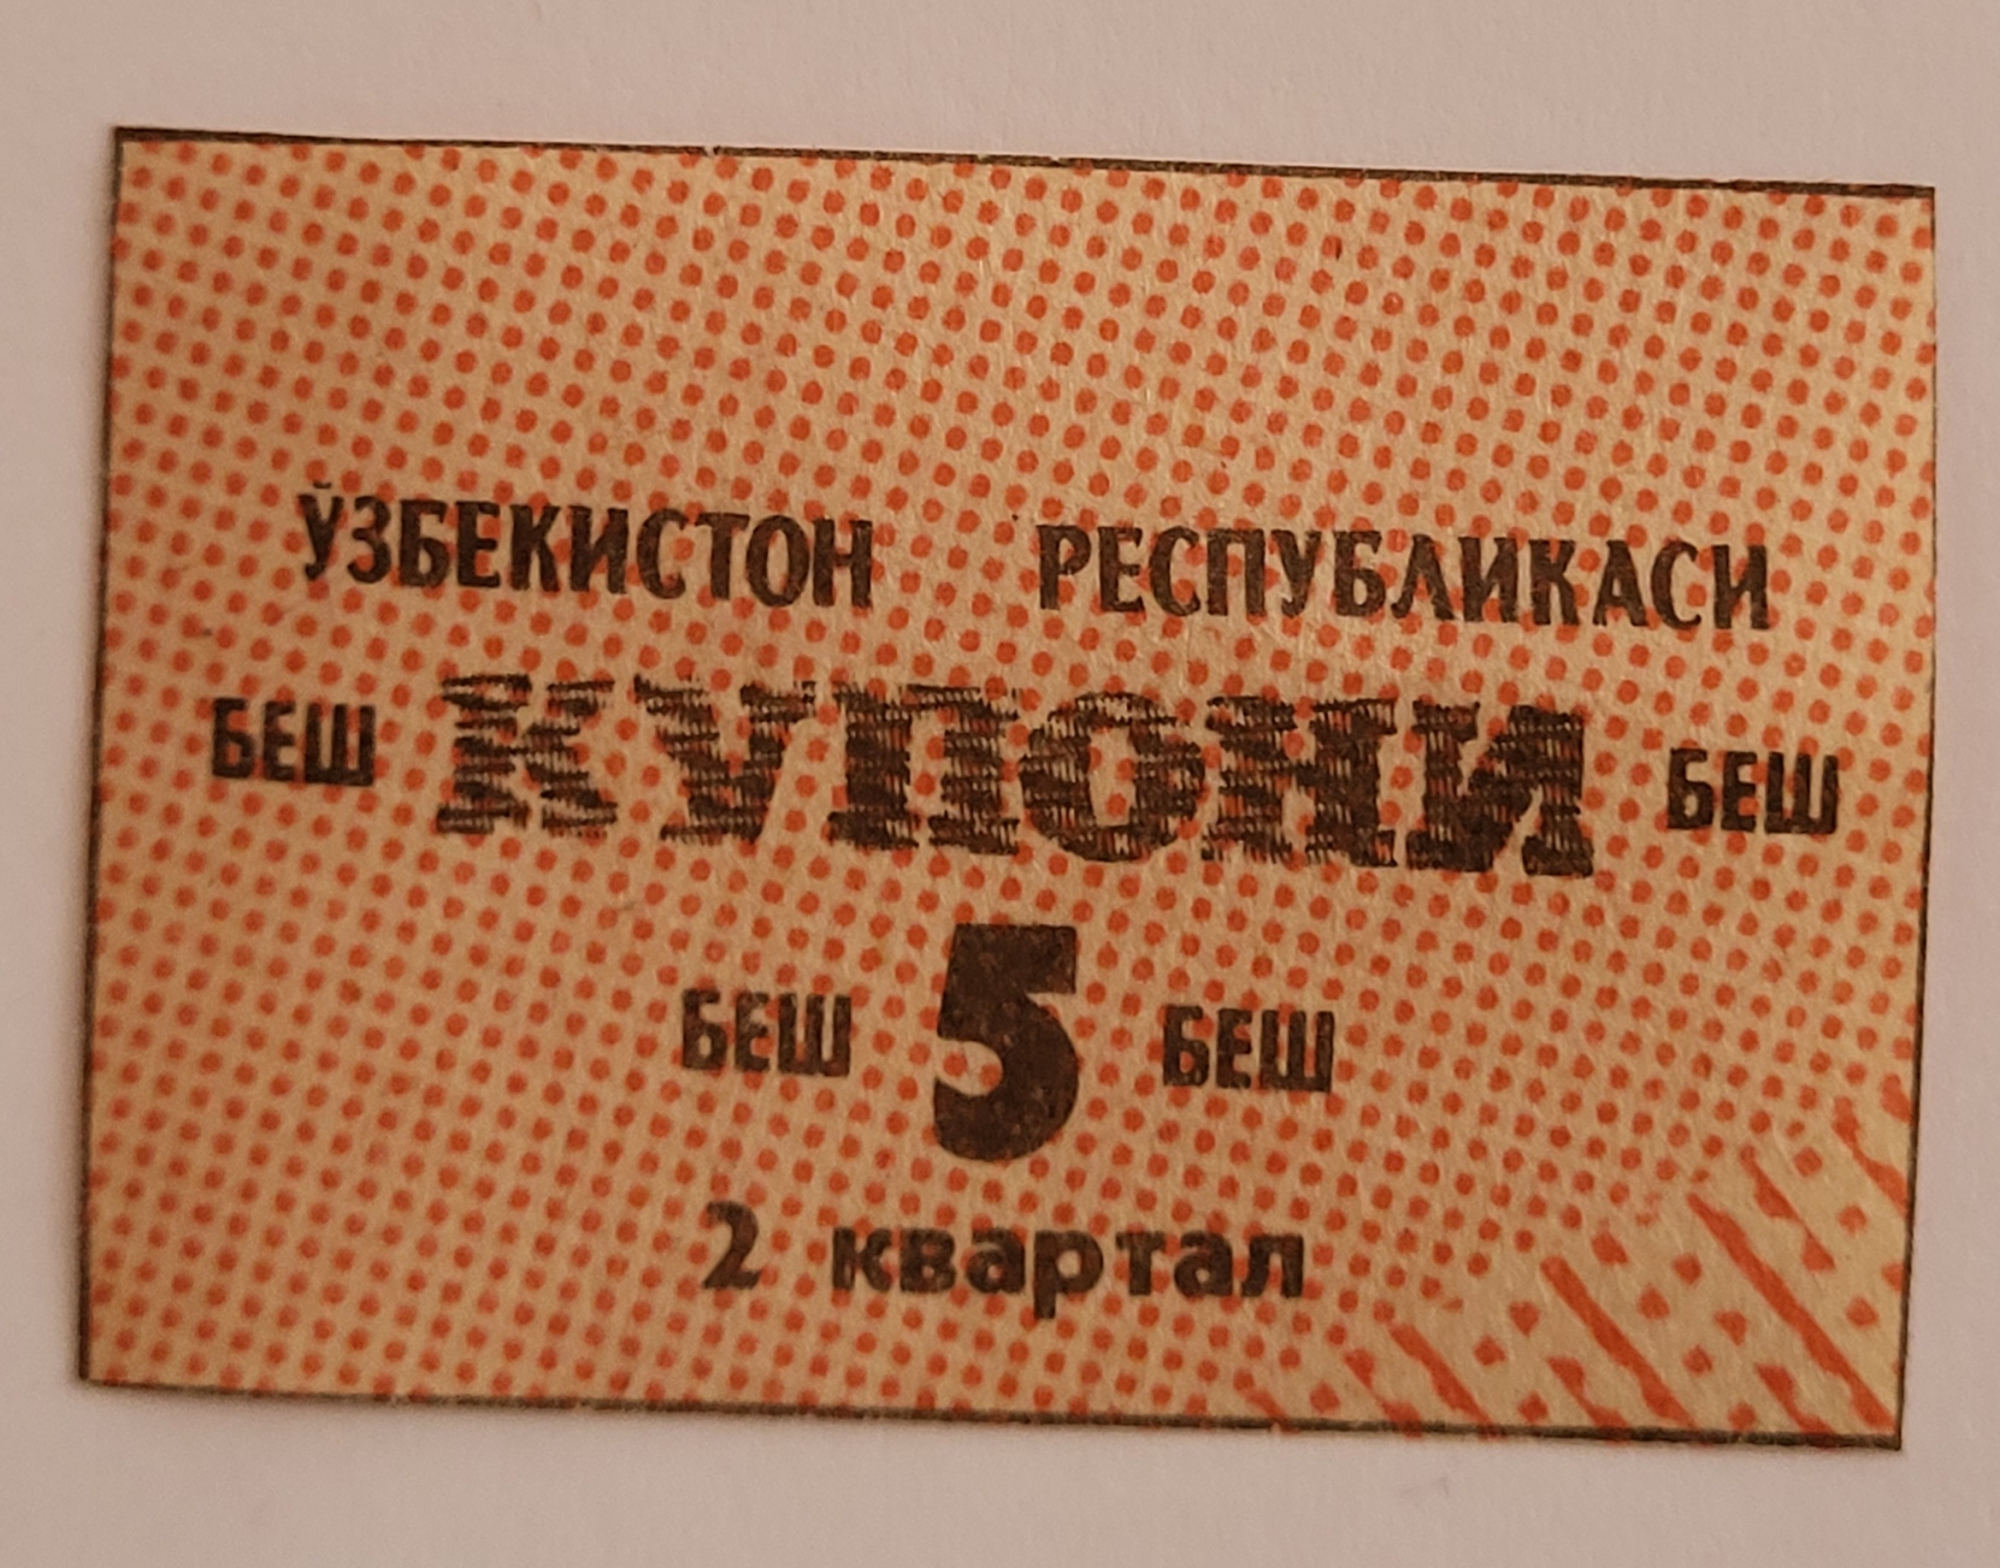 ЎЗБЕКИСТОН РЕСПУБЛИКАСИ
БЕШ КУПОНИ БЕШ
БЕШ 5 БЕШ
2 квартал